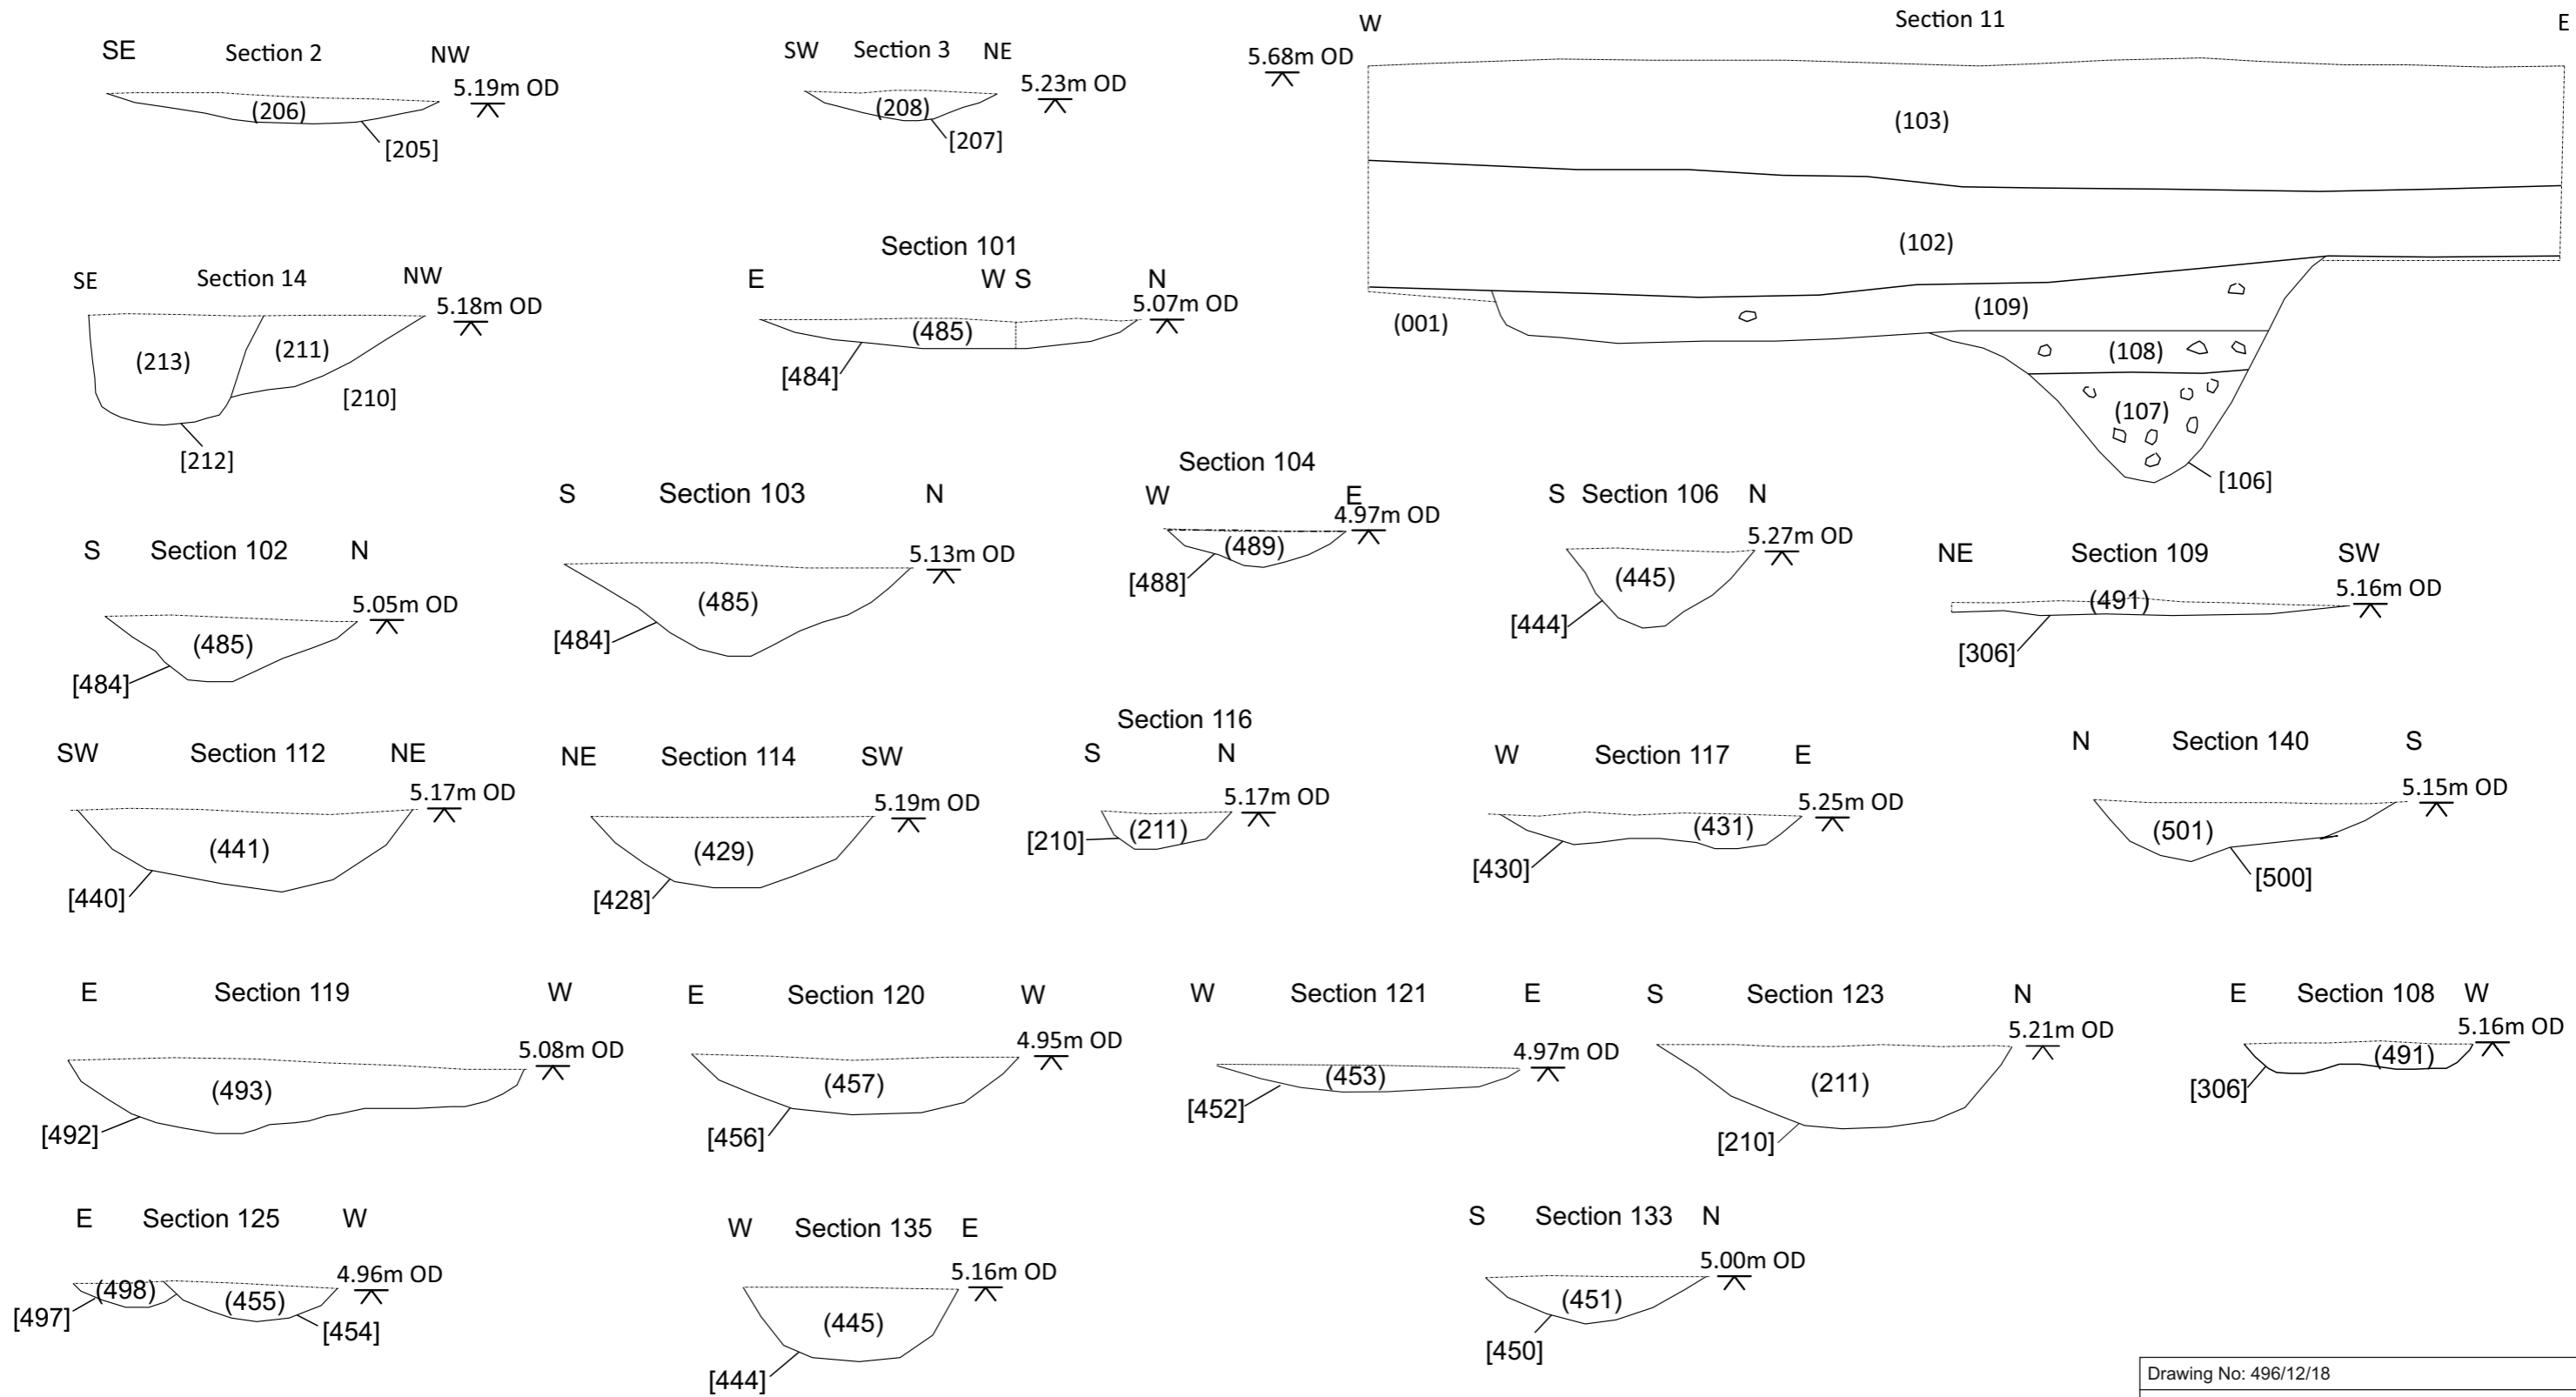 SE Section 2 NW
5.19m OD
(206)
[205]
SW Section 3 NE
5.23m OD
(208)
[207]
W Section 11 E
5.68m OD
(103)
(102)
(109)
(001)
(108)
(107)
[106]
SE Section 14 NW
5.18m OD
(213) (211)
[210]
[212]
Section 101
E W S N
5.07m OD
(485)
[484]
S Section 102 N
5.05m OD
(485)
[484]
S Section 103 N
5.13m OD
(485)
[484]
Section 104
W E
4.97m OD
(489)
[488]
S Section 106 N
5.27m OD
(445)
[444]
NE Section 109 SW
5.16m OD
(491)
[306]
SW Section 112 NE
5.17m OD
(441)
[440]
NE Section 114 SW
5.19m OD
(429)
[428]
Section 116
S N
5.17m OD
[210] (211)
W Section 117 E
5.25m OD
(431)
[430]
N Section 140 S
5.15m OD
(501)
[500]
E Section 119 W
5.08m OD
(493)
[492]
E Section 120 W
4.95m OD
(457)
[456]
W Section 121 E
4.97m OD
(453)
[452]
S Section 123 N
5.21m OD
(211)
[210]
E Section 108 W
5.16m OD
(491)
[306]
E Section 125 W
4.96m OD
(498) (455)
[497] [454]
W Section 135 E
5.16m OD
(445)
[444]
S Section 133 N
5.00m OD
(451)
[450]
Drawing No: 496/12/18